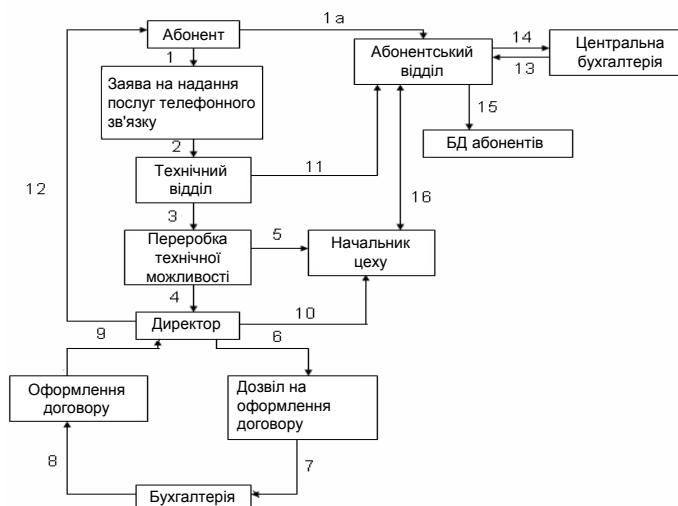 Абонент
1а
1
Абонентський
відділ
14
13
Центральна
бухгалтерія
Заява на надання
послуг телефонного
зв'язку
15
2
БД абонентів
Технічний
відділ
11
12
16
3
Переробка
технічної
можливості
5
Начальник
цеху
4
10
Директор
9
6
Оформлення
договору
Дозвіл на
оформлення
договору
8
7
Бухгалтерія